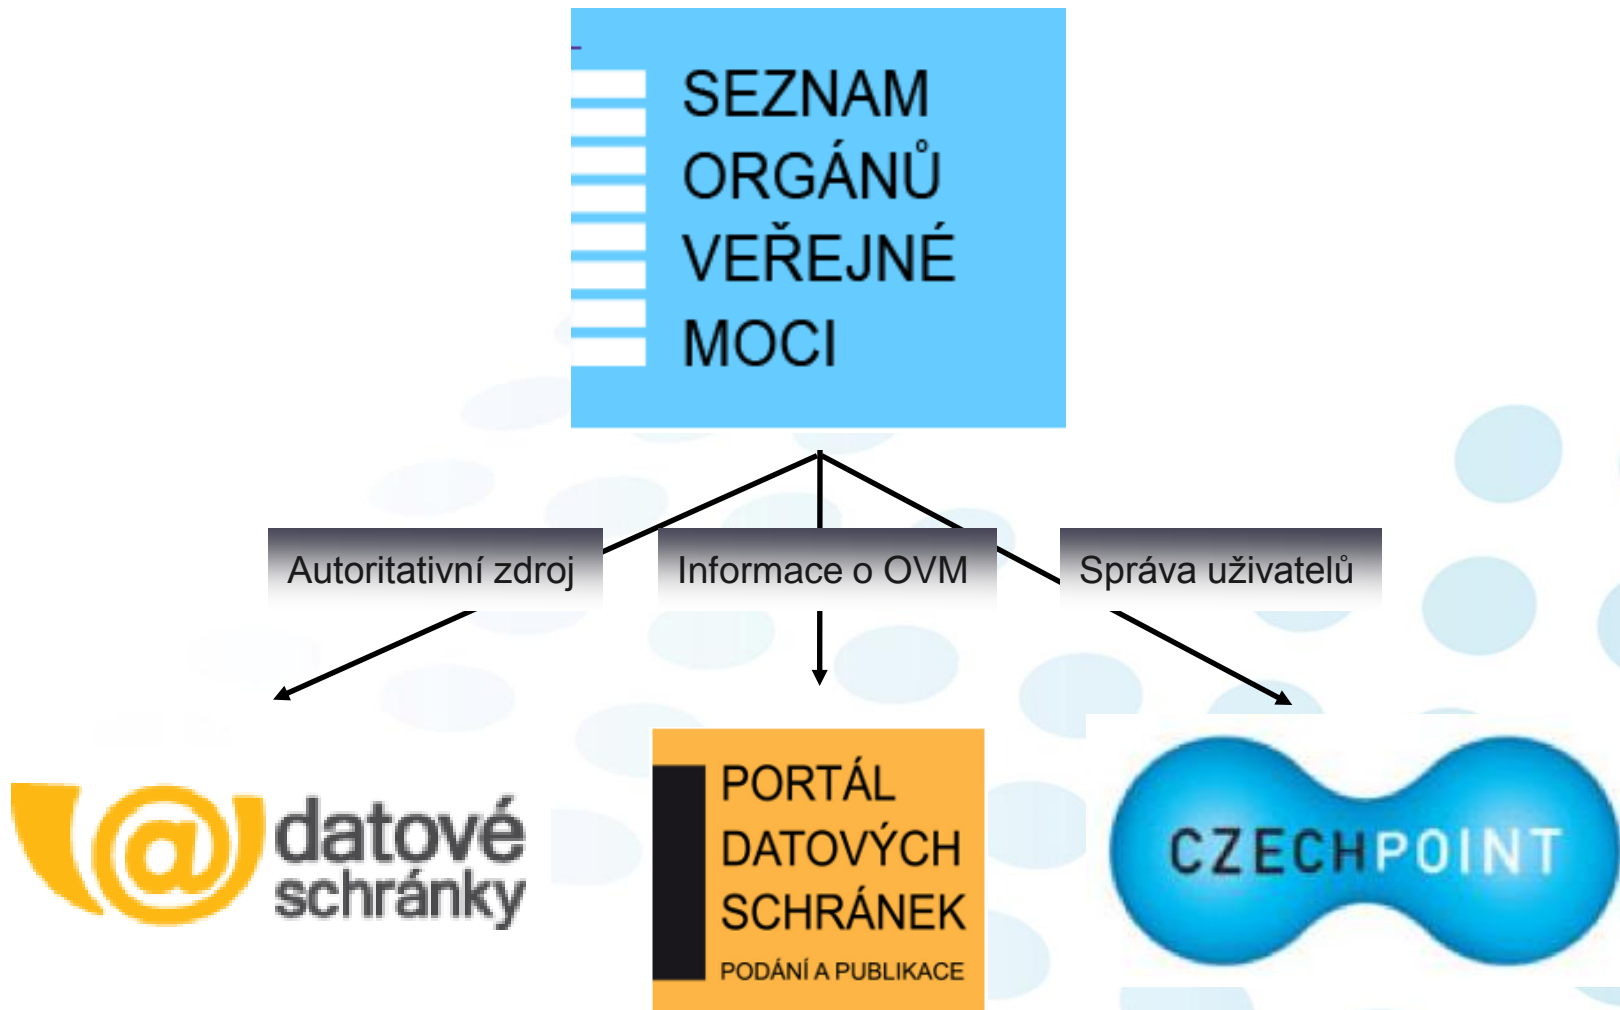 SEZNAM
ORGÁNŮ
VEŘEJNÉ
MOCI
Autoritativní zdroj
Informace o OVM
Správa uživatelů
@ datové
schránky
PORTÁL
DATOVÝCH
SCHRÁNEK
PODÁNÍ A PUBLIKACE
CZECHPOINT